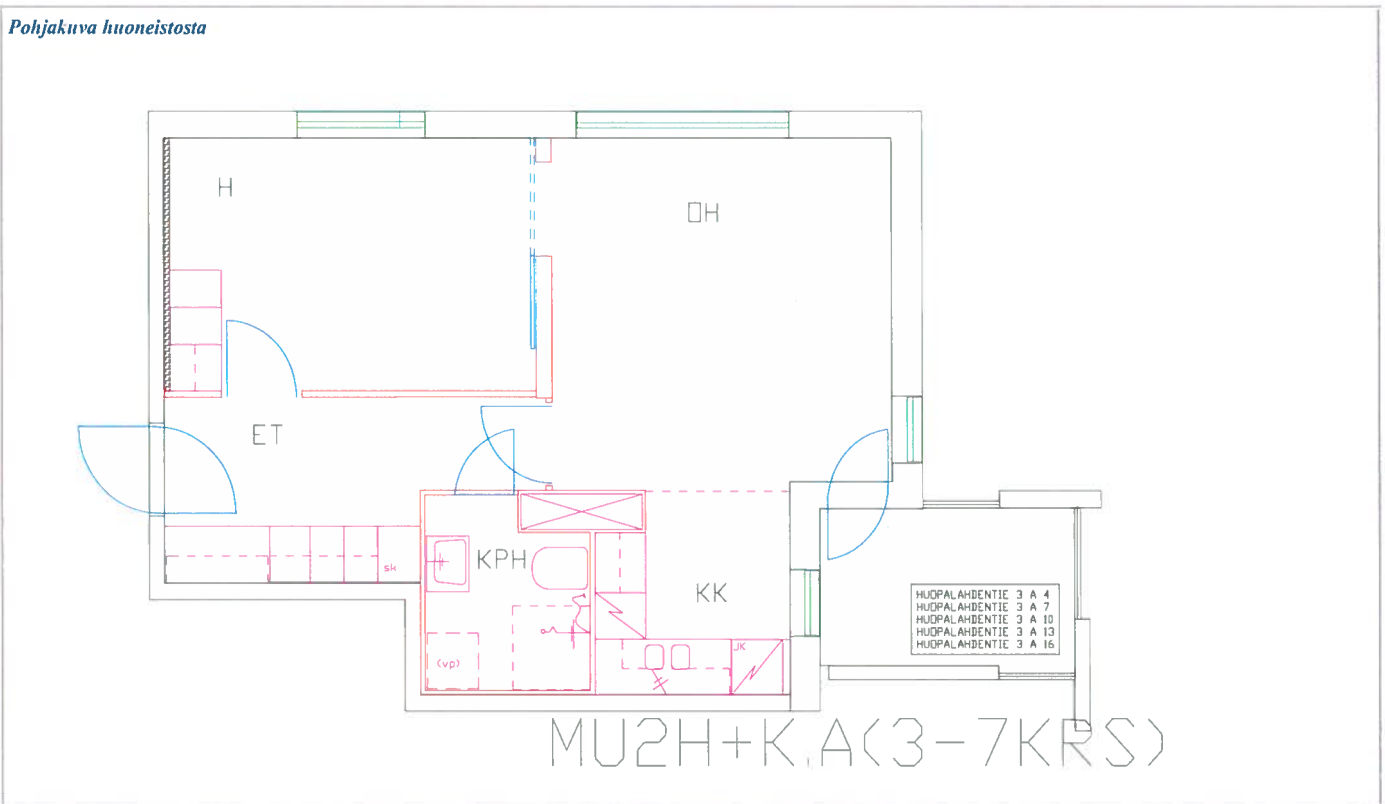 Pohjakuva huoneistosta
H
OH
ET
sk
KPH
KK
(vp)
JK
HUOPALAHDENTIE 3 A 4
HUOPALAHDENTIE 3 A 7
HUOPALAHDENTIE 3 A 10
HUOPALAHDENTIE 3 A 13
HUOPALAHDENTIE 3 A 16
MU2H+K,A(3-7KRS)